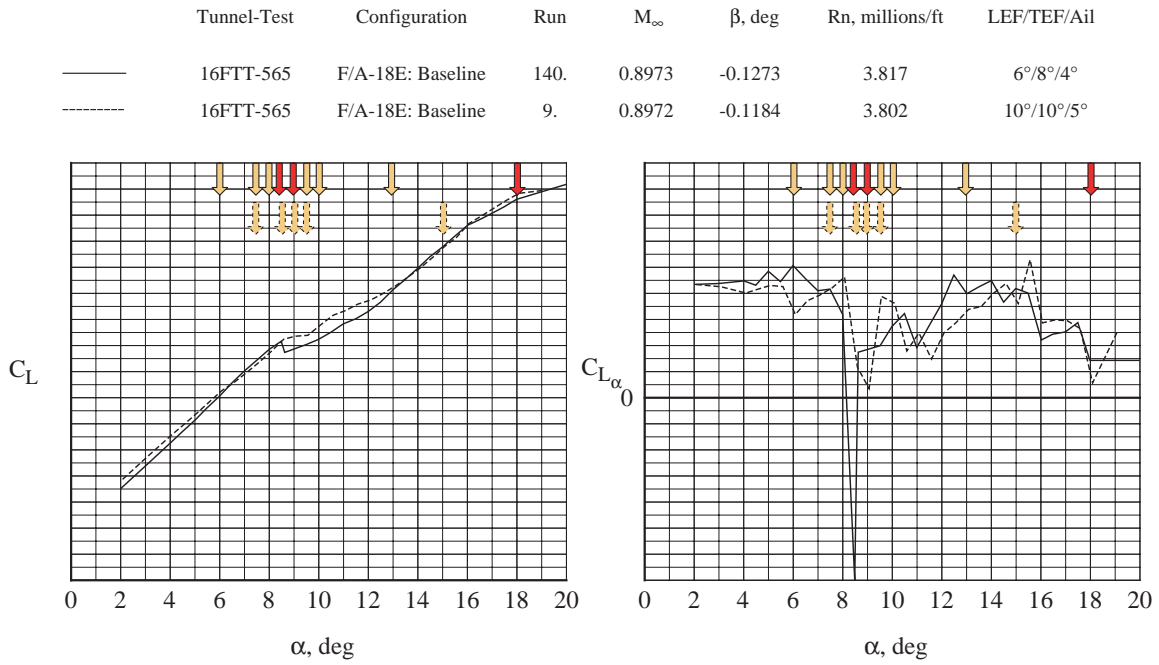 Tunnel-Test Configuration Run M∞ β, deg Rn, millions/ft LEF/TEF/Ail
16FTT-565 F/A-18E: Baseline 140. 0.8973 -0.1273 3.817 6°/8°/4°
16FTT-565 F/A-18E: Baseline 9. 0.8972 -0.1184 3.802 10°/10°/5°
CL
0 2 4 6 8 10 12 14 16 18 20
α, deg
CLα
0
0 2 4 6 8 10 12 14 16 18 20
α, deg